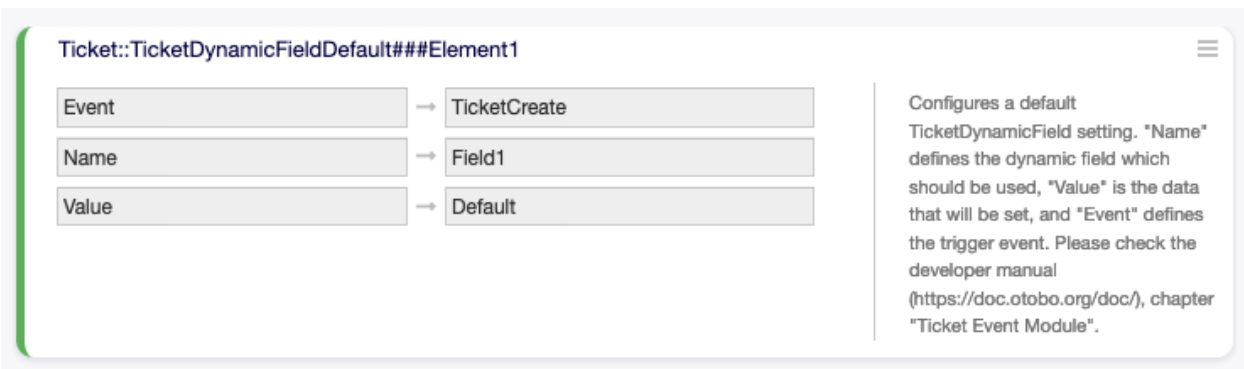 Ticket::TicketDynamicFieldDefault###Element1
Event → TicketCreate
Name → Field1
Value → Default
Configures a default
TicketDynamicField setting. "Name"
defines the dynamic field which
should be used, "Value" is the data
that will be set, and "Event" defines
the trigger event. Please check the
developer manual
(https://doc.otobo.org/doc/), chapter
"Ticket Event Module".